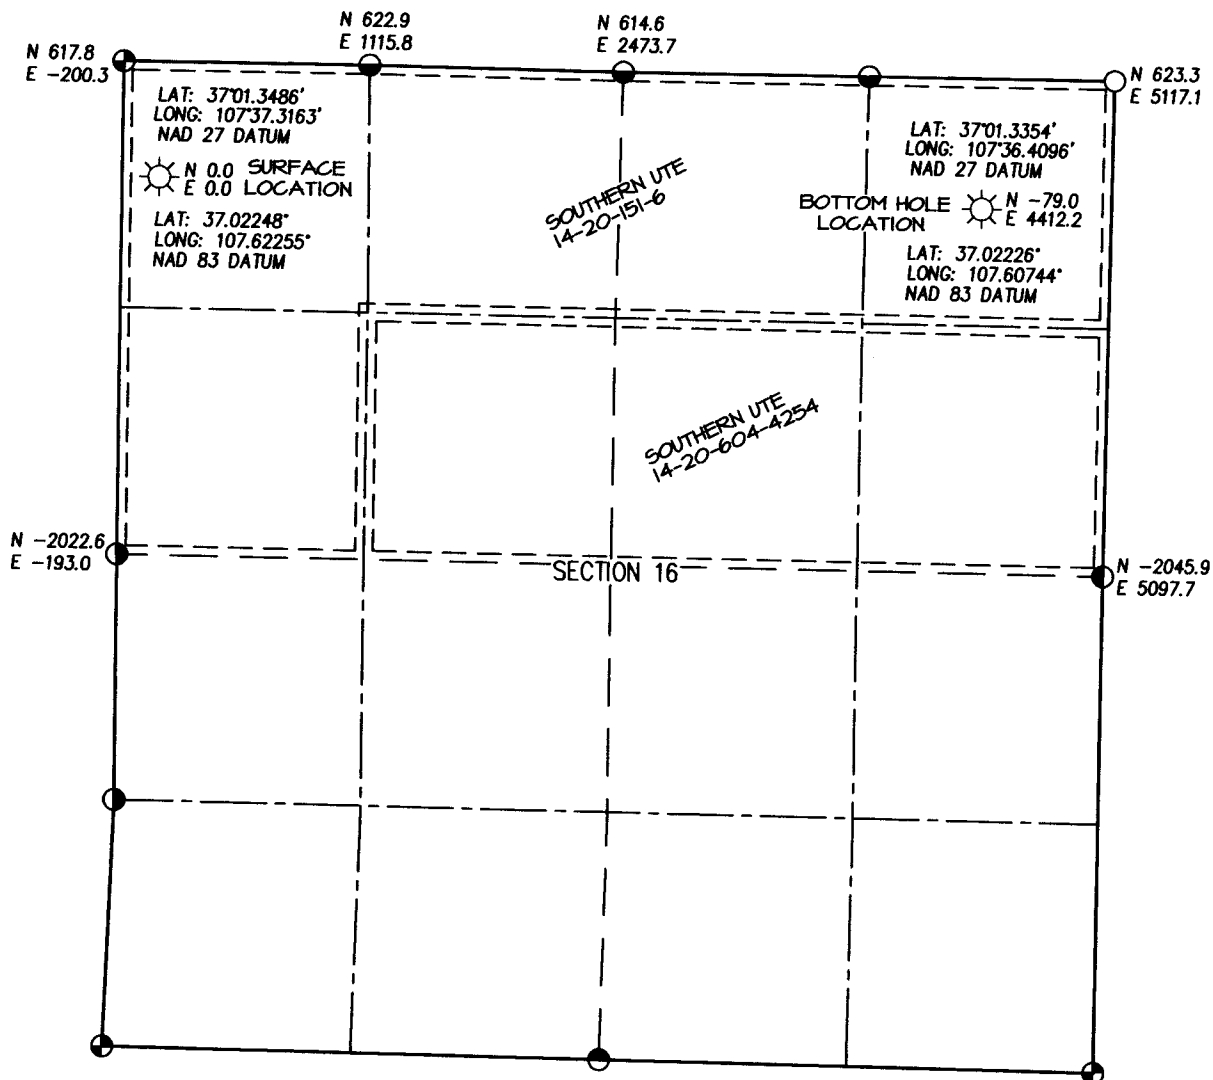 N 617.8
E -200.3
N 622.9
E 1115.8
N 614.6
E 2473.7
N 623.3
E 5117.1
LAT: 37°01.3486'
LONG: 107°37.3163'
NAD 27 DATUM
N 0.0 SURFACE
E 0.0 LOCATION
LAT: 37.02248°
LONG: 107.62255°
NAD 83 DATUM
SOUTHERN UTE
14-20-151-6
LAT: 37°01.3354'
LONG: 107°36.4096'
NAD 27 DATUM
BOTTOM HOLE
LOCATION
N -79.0
E 4412.2
LAT: 37.02226°
LONG: 107.60744°
NAD 83 DATUM
SOUTHERN UTE
14-20-604-4254
N -2022.6
E -193.0
SECTION 16
N -2045.9
E 5097.7